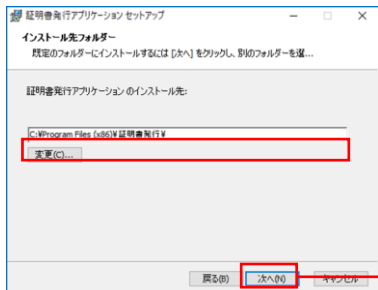 証明書発行アプリケーション セットアップ
インストール先フォルダー
既定のフォルダーにインストールするには [次へ] をクリックし、別のフォルダーを選...
証明書発行アプリケーション のインストール先:
C:¥Program Files (x86)¥証明書発行¥
変更(C)...
戻る(B) 次へ(N) キャンセル